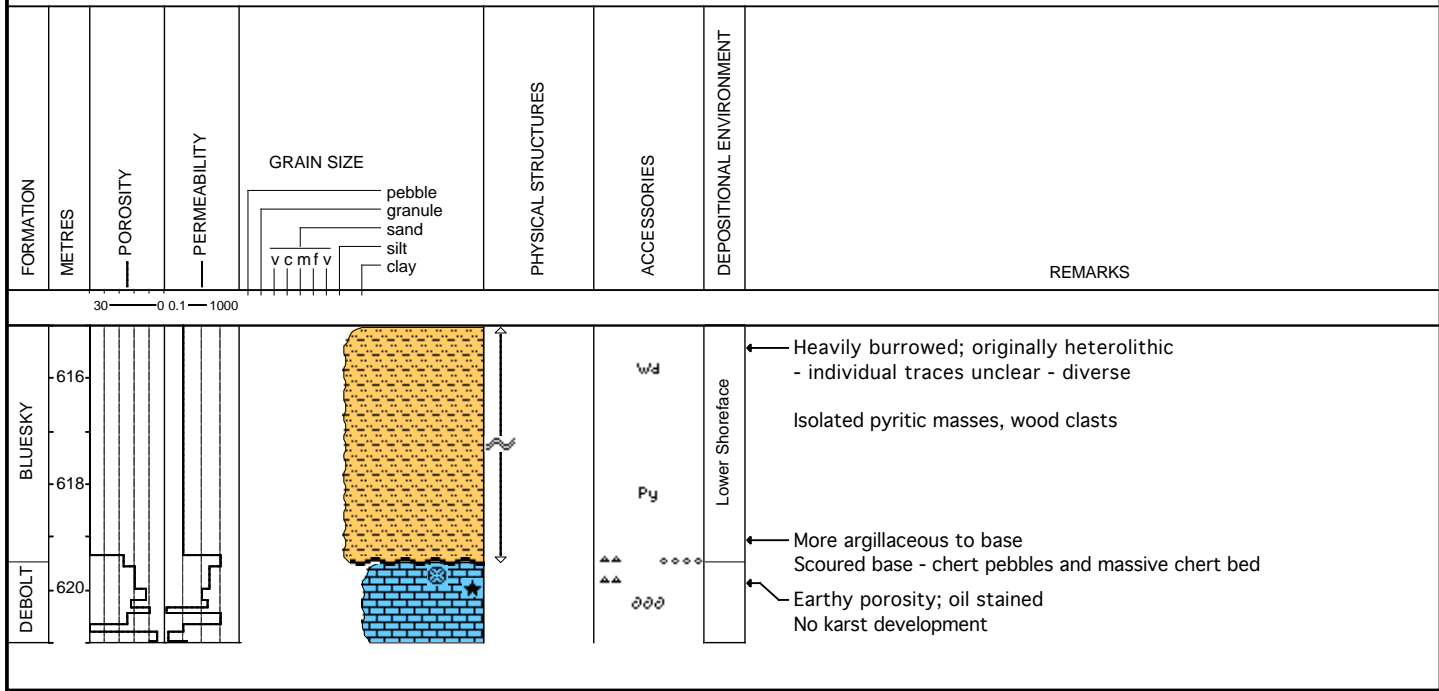 FORMATION
METRES
POROSITY
PERMEABILITY
GRAIN SIZE
pebble
granule
sand
silt
clay
v c m f v
PHYSICAL STRUCTURES
ACCESSORIES
DEPOSITIONAL ENVIRONMENT
REMARKS
30 0 0.1 1000
BLUESKY
616
618
Wd
Py
Lower Shoreface
Heavily burrowed; originally heterolithic
- individual traces unclear - diverse
Isolated pyritic masses, wood clasts
More argillaceous to base
Scoured base - chert pebbles and massive chert bed
DEBOLT
620
Earthy porosity; oil stained
No karst development